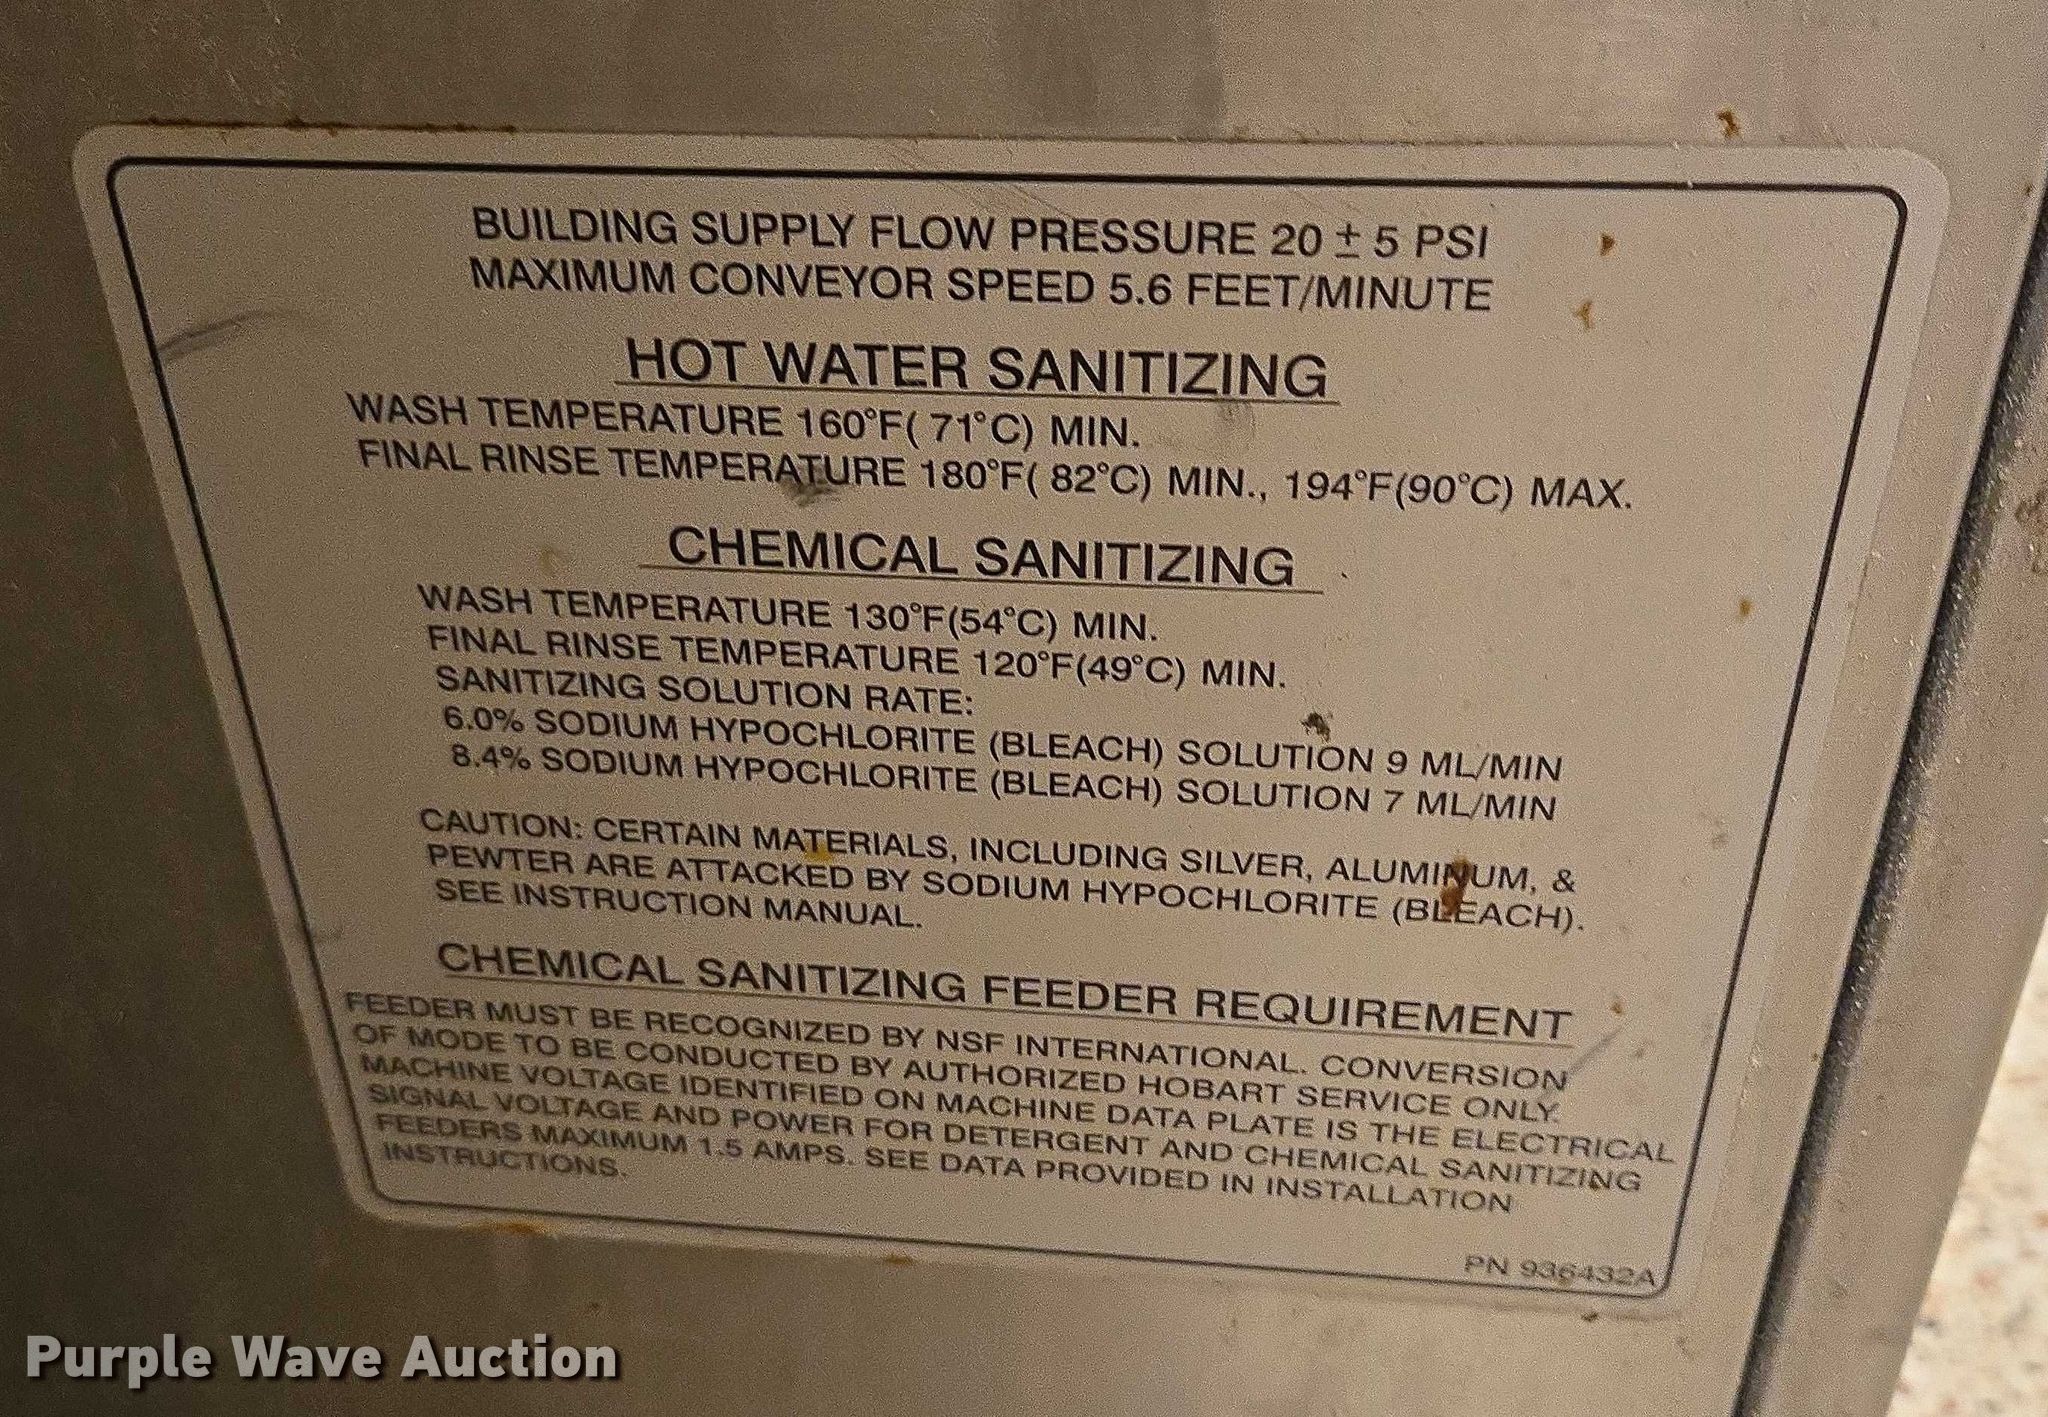 BUILDING SUPPLY FLOW PRESSURE 20 ± 5 PSI
MAXIMUM CONVEYOR SPEED 5.6 FEET/MINUTE
HOT WATER SANITIZING
WASH TEMPERATURE 160°F( 71°C) MIN.
FINAL RINSE TEMPERATURE 180°F( 82°C) MIN., 194°F(90°C) MAX.
CHEMICAL SANITIZING
WASH TEMPERATURE 130°F(54°C) MIN.
FINAL RINSE TEMPERATURE 120°F(49°C) MIN.
SANITIZING SOLUTION RATE:
6.0% SODIUM HYPOCHLORITE (BLEACH) SOLUTION 9 ML/MIN
8.4% SODIUM HYPOCHLORITE (BLEACH) SOLUTION 7 ML/MIN
CAUTION: CERTAIN MATERIALS, INCLUDING SILVER, ALUMINUM, &
PEWTER ARE ATTACKED BY SODIUM HYPOCHLORITE (BLEACH).
SEE INSTRUCTION MANUAL.
CHEMICAL SANITIZING FEEDER REQUIREMENT
FEEDER MUST BE RECOGNIZED BY NSF INTERNATIONAL. CONVERSION
OF MODE TO BE CONDUCTED BY AUTHORIZED HOBART SERVICE ONLY.
MACHINE VOLTAGE IDENTIFIED ON MACHINE DATA PLATE IS THE ELECTRICAL
SIGNAL VOLTAGE AND POWER FOR DETERGENT AND CHEMICAL SANITIZING
FEEDERS MAXIMUM 1.5 AMPS. SEE DATA PROVIDED IN INSTALLATION
INSTRUCTIONS.
PN 936432A
Purple Wave Auction